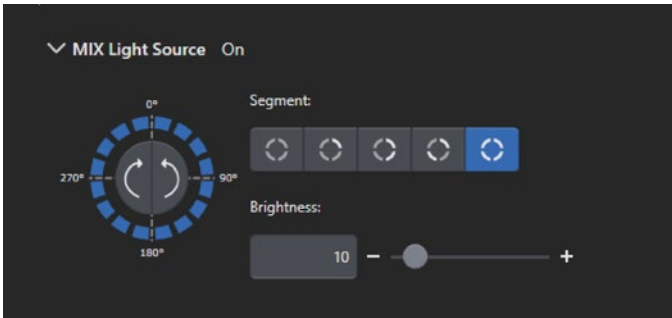 MIX Light Source On
Segment:
0°
270°
90°
Brightness:
10 − +
180°